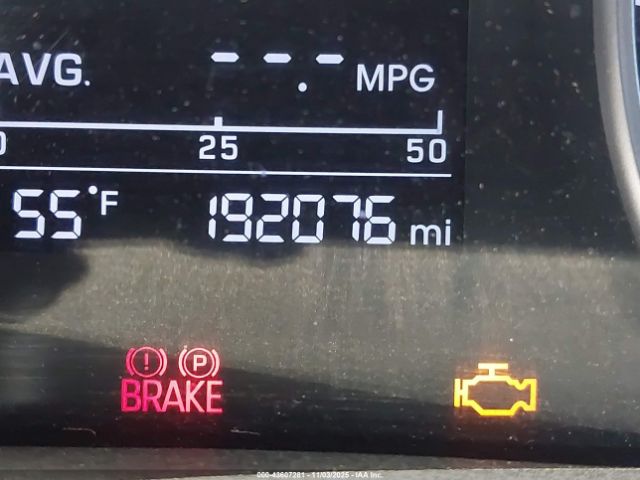 AVG. --.- MPG
0 25 50
55°F 192076 mi
! P
BRAKE
000-43607281 - 11/03/2025 - IAA Inc.